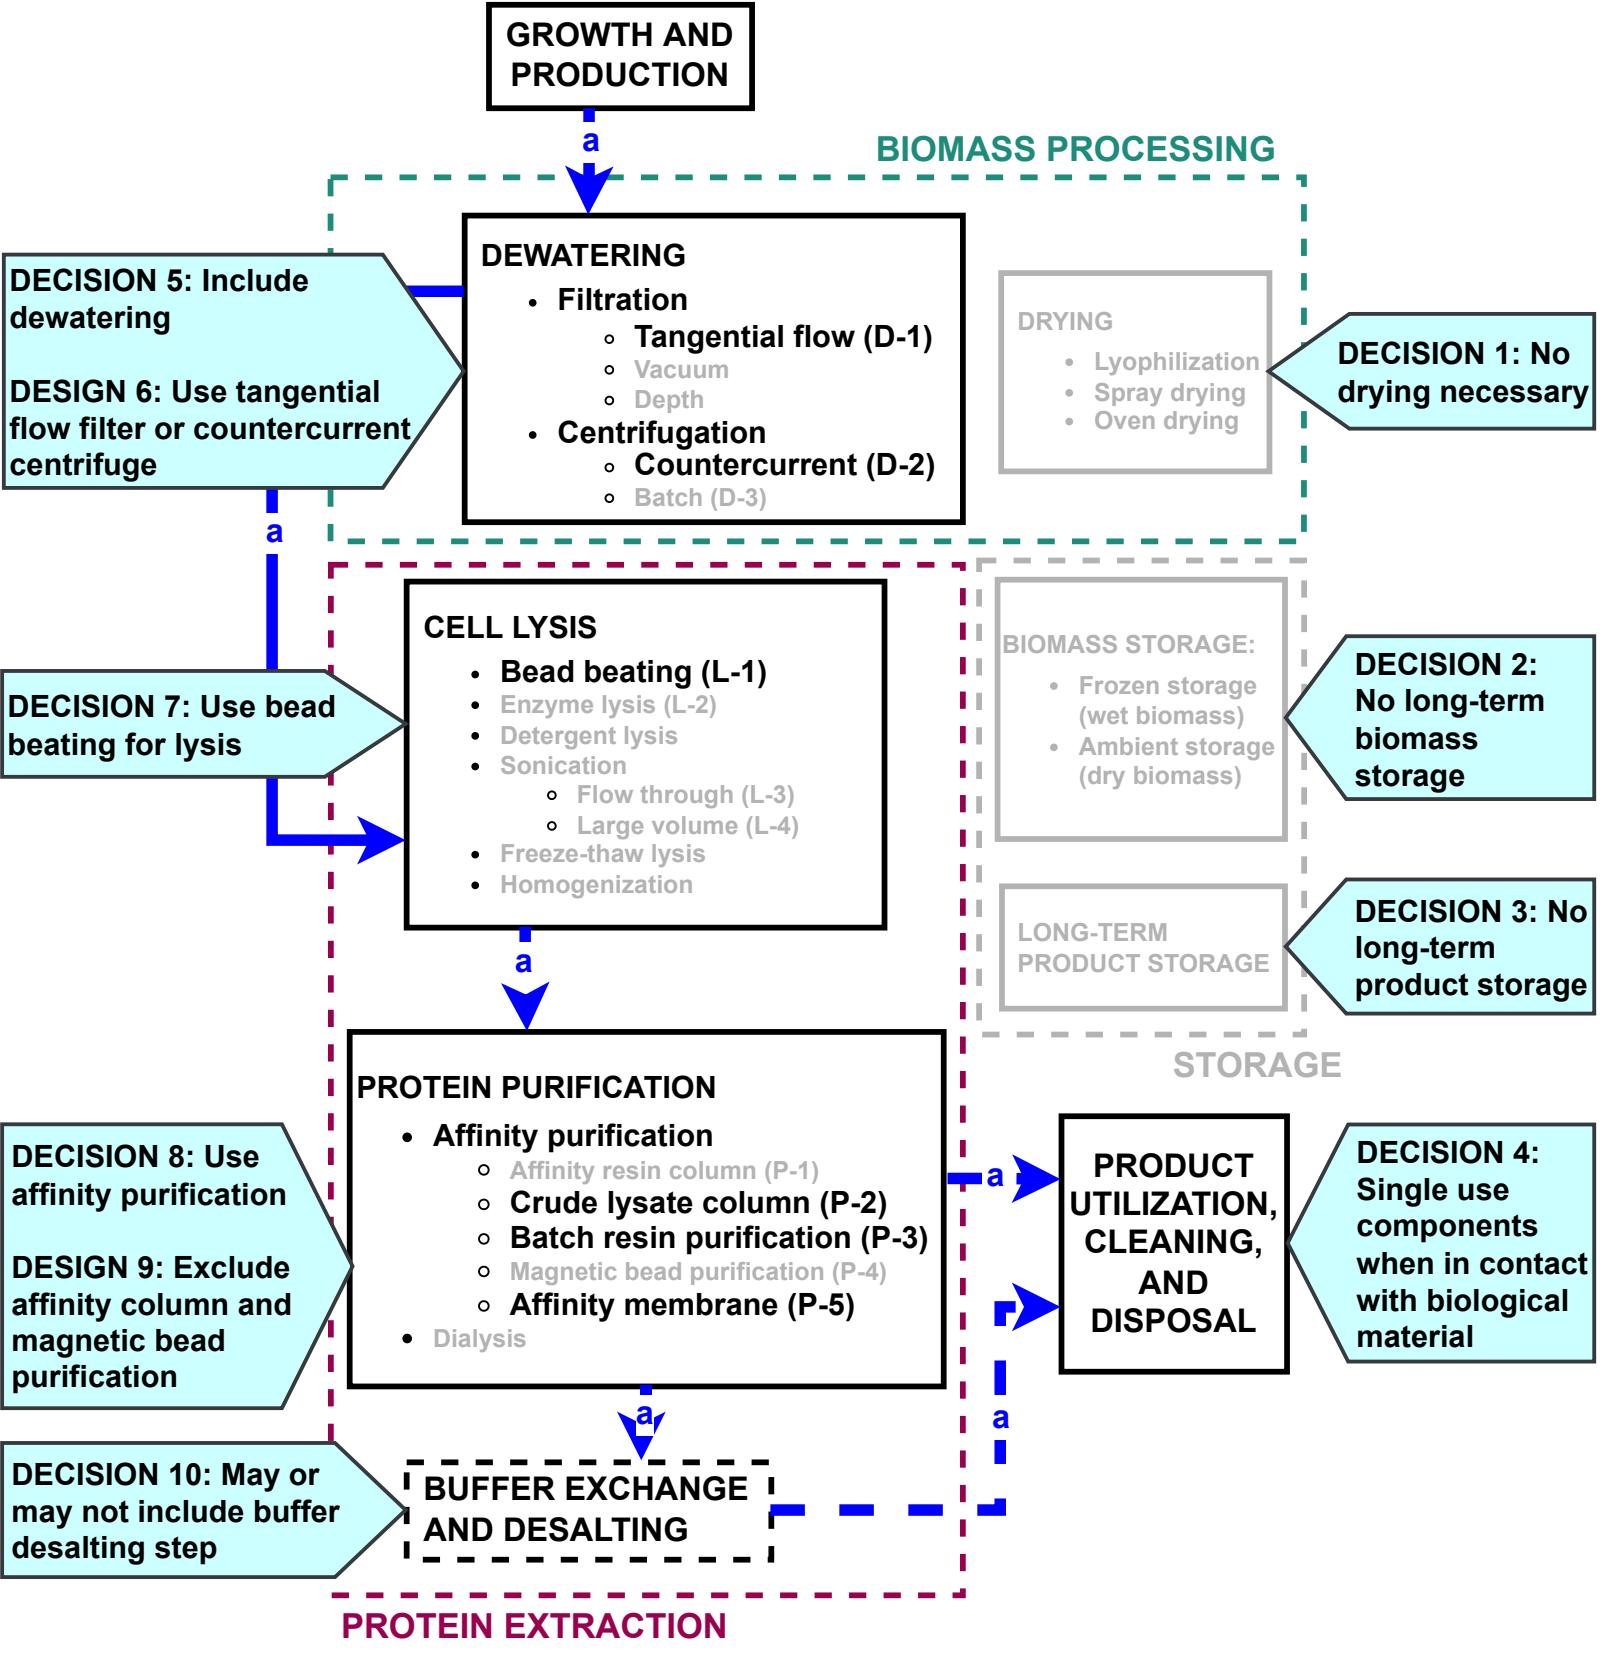 GROWTH AND
PRODUCTION
a
BIOMASS PROCESSING
DEWATERING
Filtration
Tangential flow (D-1)
Vacuum
Depth
Centrifugation
Countercurrent (D-2)
Batch (D-3)
DRYING
Lyophilization
Spray drying
Oven drying
DECISION 1: No
drying necessary
DECISION 5: Include
dewatering
DESIGN 6: Use tangential
flow filter or countercurrent
centrifuge
a
CELL LYSIS
Bead beating (L-1)
Enzyme lysis (L-2)
Detergent lysis
Sonication
Flow through (L-3)
Large volume (L-4)
Freeze-thaw lysis
Homogenization
DECISION 7: Use bead
beating for lysis
BIOMASS STORAGE:
Frozen storage
(wet biomass)
Ambient storage
(dry biomass)
DECISION 2:
No long-term
biomass
storage
LONG-TERM
PRODUCT STORAGE
DECISION 3: No
long-term
product storage
STORAGE
a
PROTEIN PURIFICATION
Affinity purification
Affinity resin column (P-1)
Crude lysate column (P-2)
Batch resin purification (P-3)
Magnetic bead purification (P-4)
Affinity membrane (P-5)
Dialysis
DECISION 8: Use
affinity purification
DESIGN 9: Exclude
affinity column and
magnetic bead
purification
a
PRODUCT
UTILIZATION,
CLEANING,
AND
DISPOSAL
DECISION 4:
Single use
components
when in contact
with biological
material
a
a
DECISION 10: May or
may not include buffer
desalting step
BUFFER EXCHANGE
AND DESALTING
PROTEIN EXTRACTION